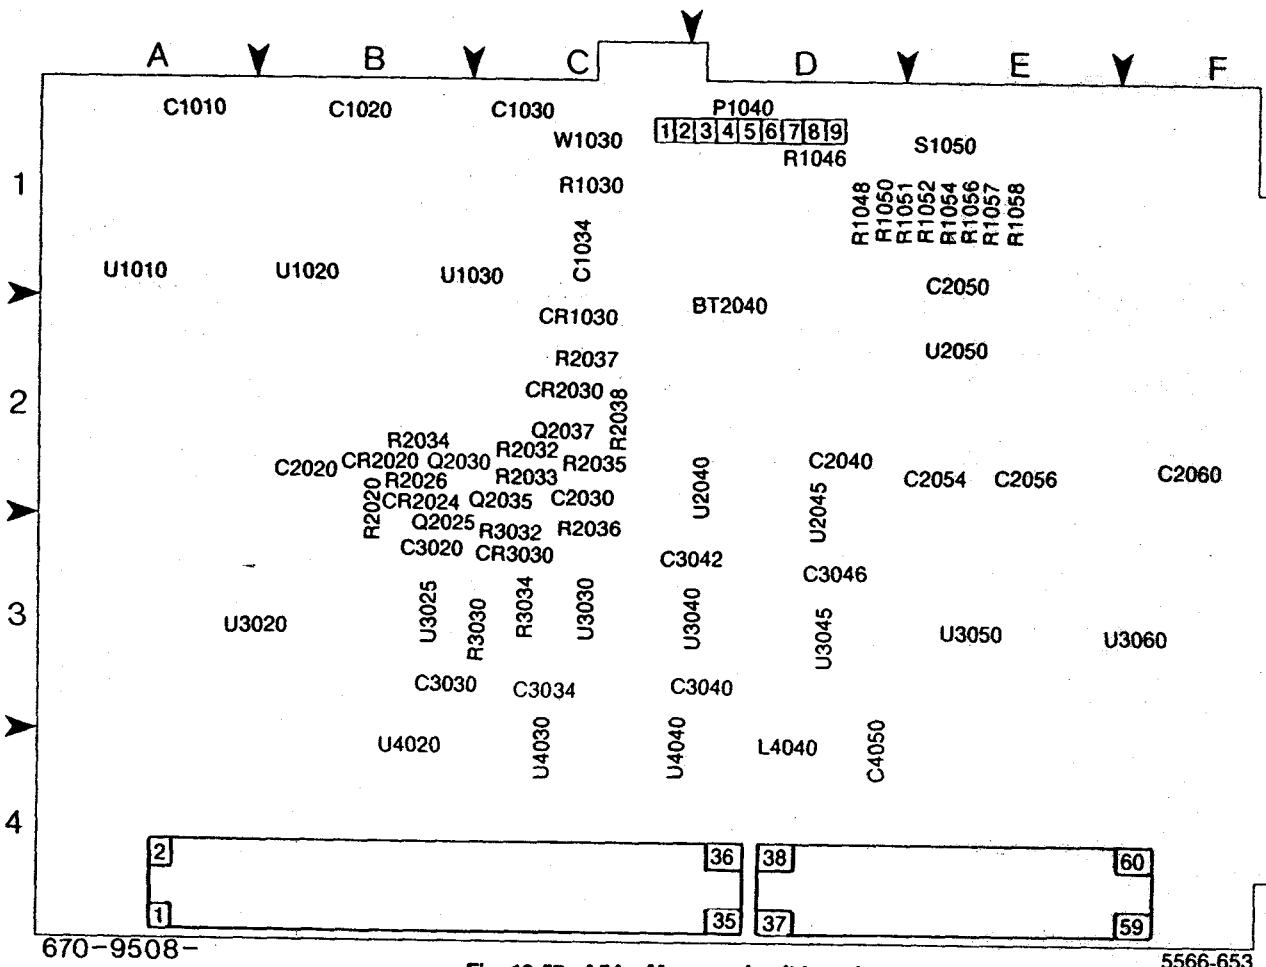 A B C D E F
C1010 C1020 C1030 P1040
1 2 3 4 5 6 7 8 9
W1030 S1050
R1046
1 R1030
R1048 R1050 R1051 R1052 R1054 R1056 R1057 R1058
C1034
U1010 U1020 U1030
C2050
BT2040
CR1030
U2050
R2037
CR2030
2 R2038
Q2037
R2034
R2032
CR2020 Q2030 R2035 C2040
C2020 C2060
R2026 R2033 C2054 C2056
U2040
CR2024 Q2035 C2030
R2020 U2045
Q2025 R3032 R2036
C3020 CR3030 C3042
C3046
3 U3025 R3030 R3034 U3030 U3040 U3045
U3020 U3050 U3060
C3030 C3034 C3040
U4020 U4030 U4040 L4040 C4050
4
2 36 38 60
1 35 37 59
670-9508-
5566-653